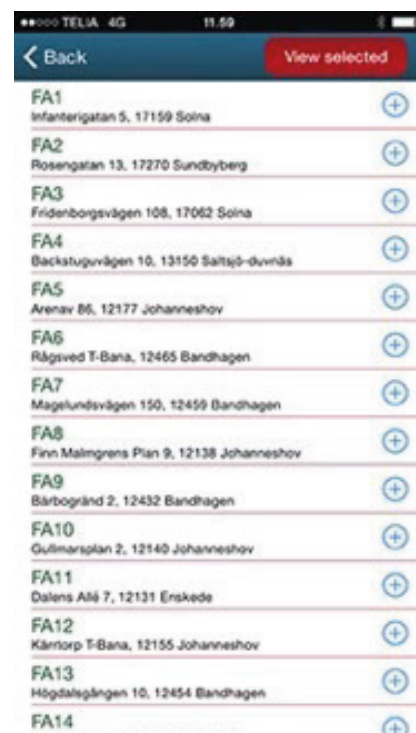 TELIA 4G 11.59
Back View selected
FA1
Infanterigatan 5, 17159 Solna
FA2
Rosengatan 13, 17270 Sundbyberg
FA3
Fridenborgsvägen 108, 17062 Solna
FA4
Backstuguvägen 10, 13150 Saltsjö-duvnäs
FA5
Arenav 86, 12177 Johanneshov
FA6
Rågsved T-Bana, 12465 Bandhagen
FA7
Magelundsvägen 150, 12459 Bandhagen
FA8
Finn Malmgrens Plan 9, 12138 Johanneshov
FA9
Bärbogränd 2, 12432 Bandhagen
FA10
Gullmarsplan 2, 12140 Johanneshov
FA11
Dalens Allé 7, 12131 Enskede
FA12
Kärrtorp T-Bana, 12155 Johanneshov
FA13
Högdalsgången 10, 12454 Bandhagen
FA14